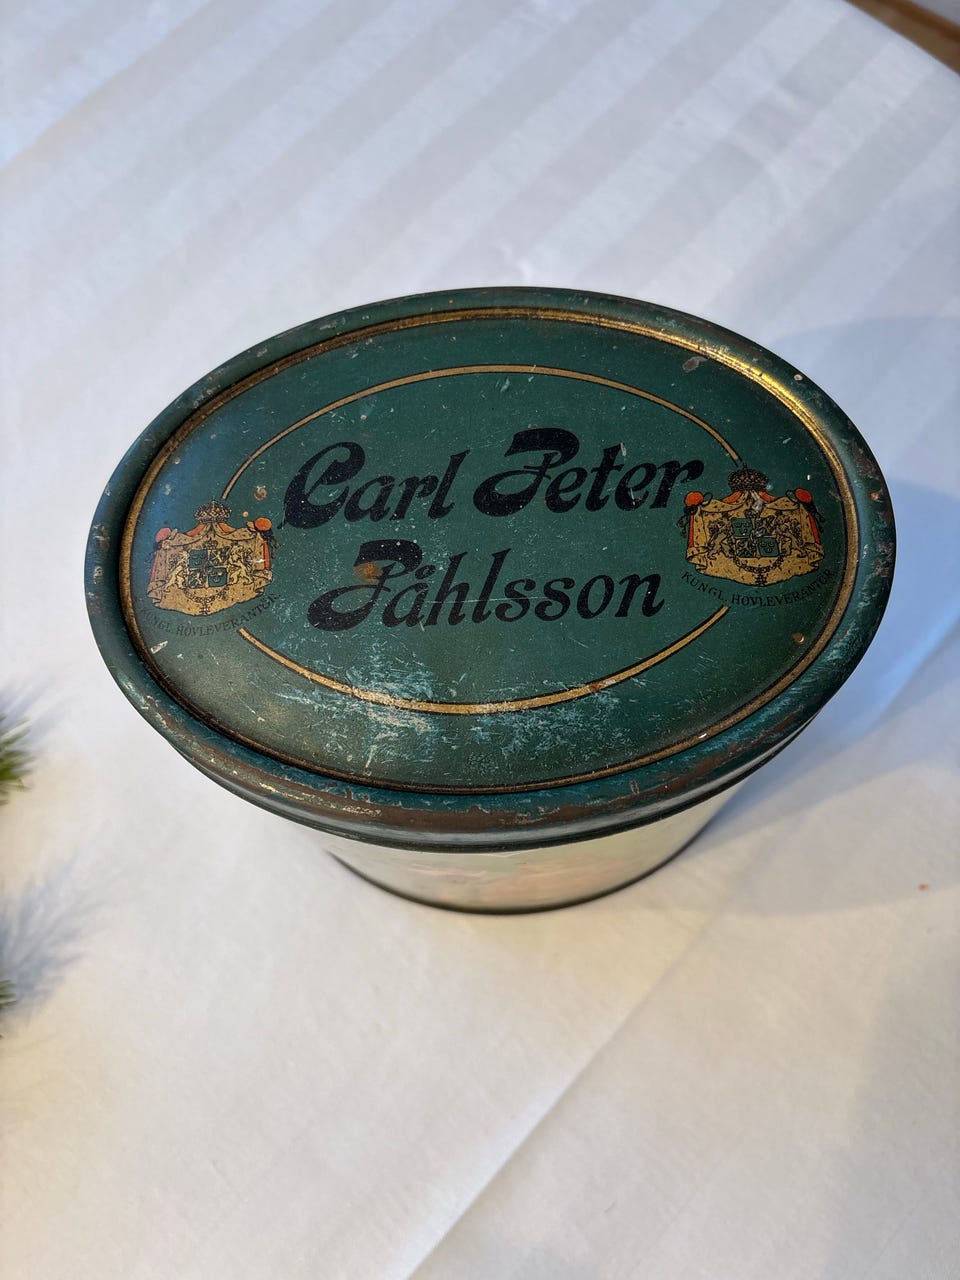 Carl Peter
Påhlsson
KUNGL. HOVLEVERANTÖR
KUNGL. HOVLEVERANTÖR